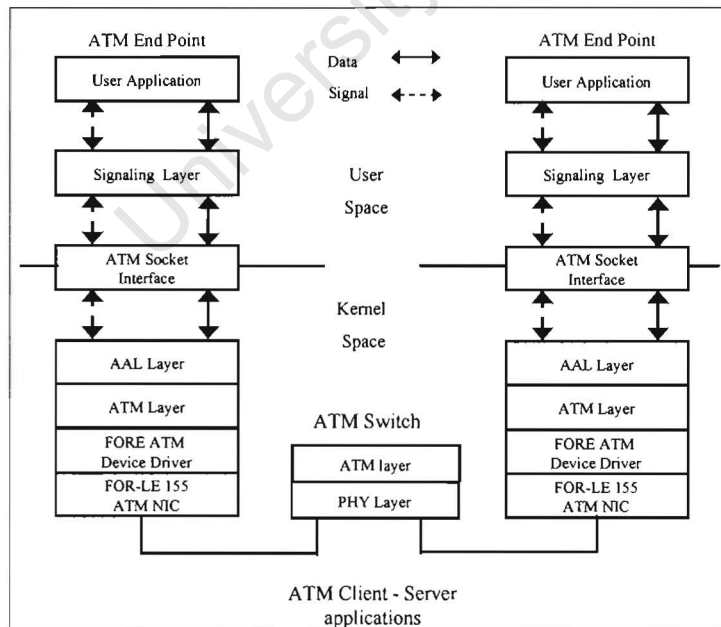 ATM End Point
User Application
Signaling Layer
ATM Socket
Interface
AAL Layer
ATM Layer
FORE ATM
Device Driver
FOR-LE 155
ATM NIC
Data
Signal
User
Space
Kernel
Space
ATM Switch
ATM layer
PHY Layer
ATM End Point
User Application
Signaling Layer
ATM Socket
Interface
AAL Layer
ATM Layer
FORE ATM
Device Driver
FOR-LE 155
ATM NIC
ATM Client - Server
applications
University